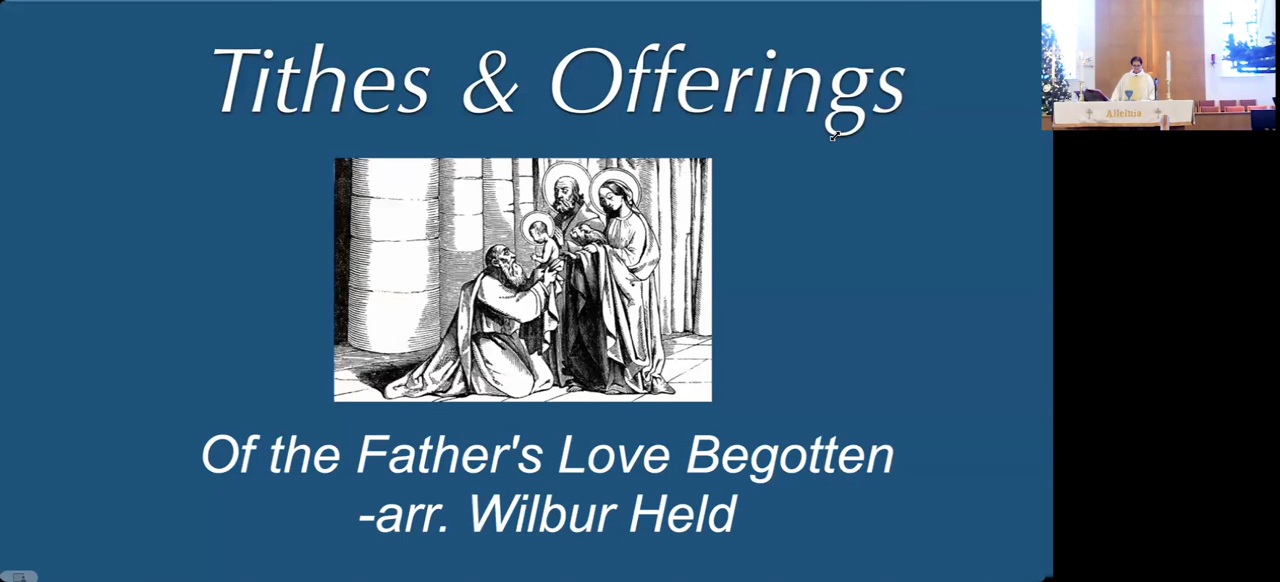 Tithes & Offerings
Alleluia
Of the Father's Love Begotten
-arr. Wilbur Held